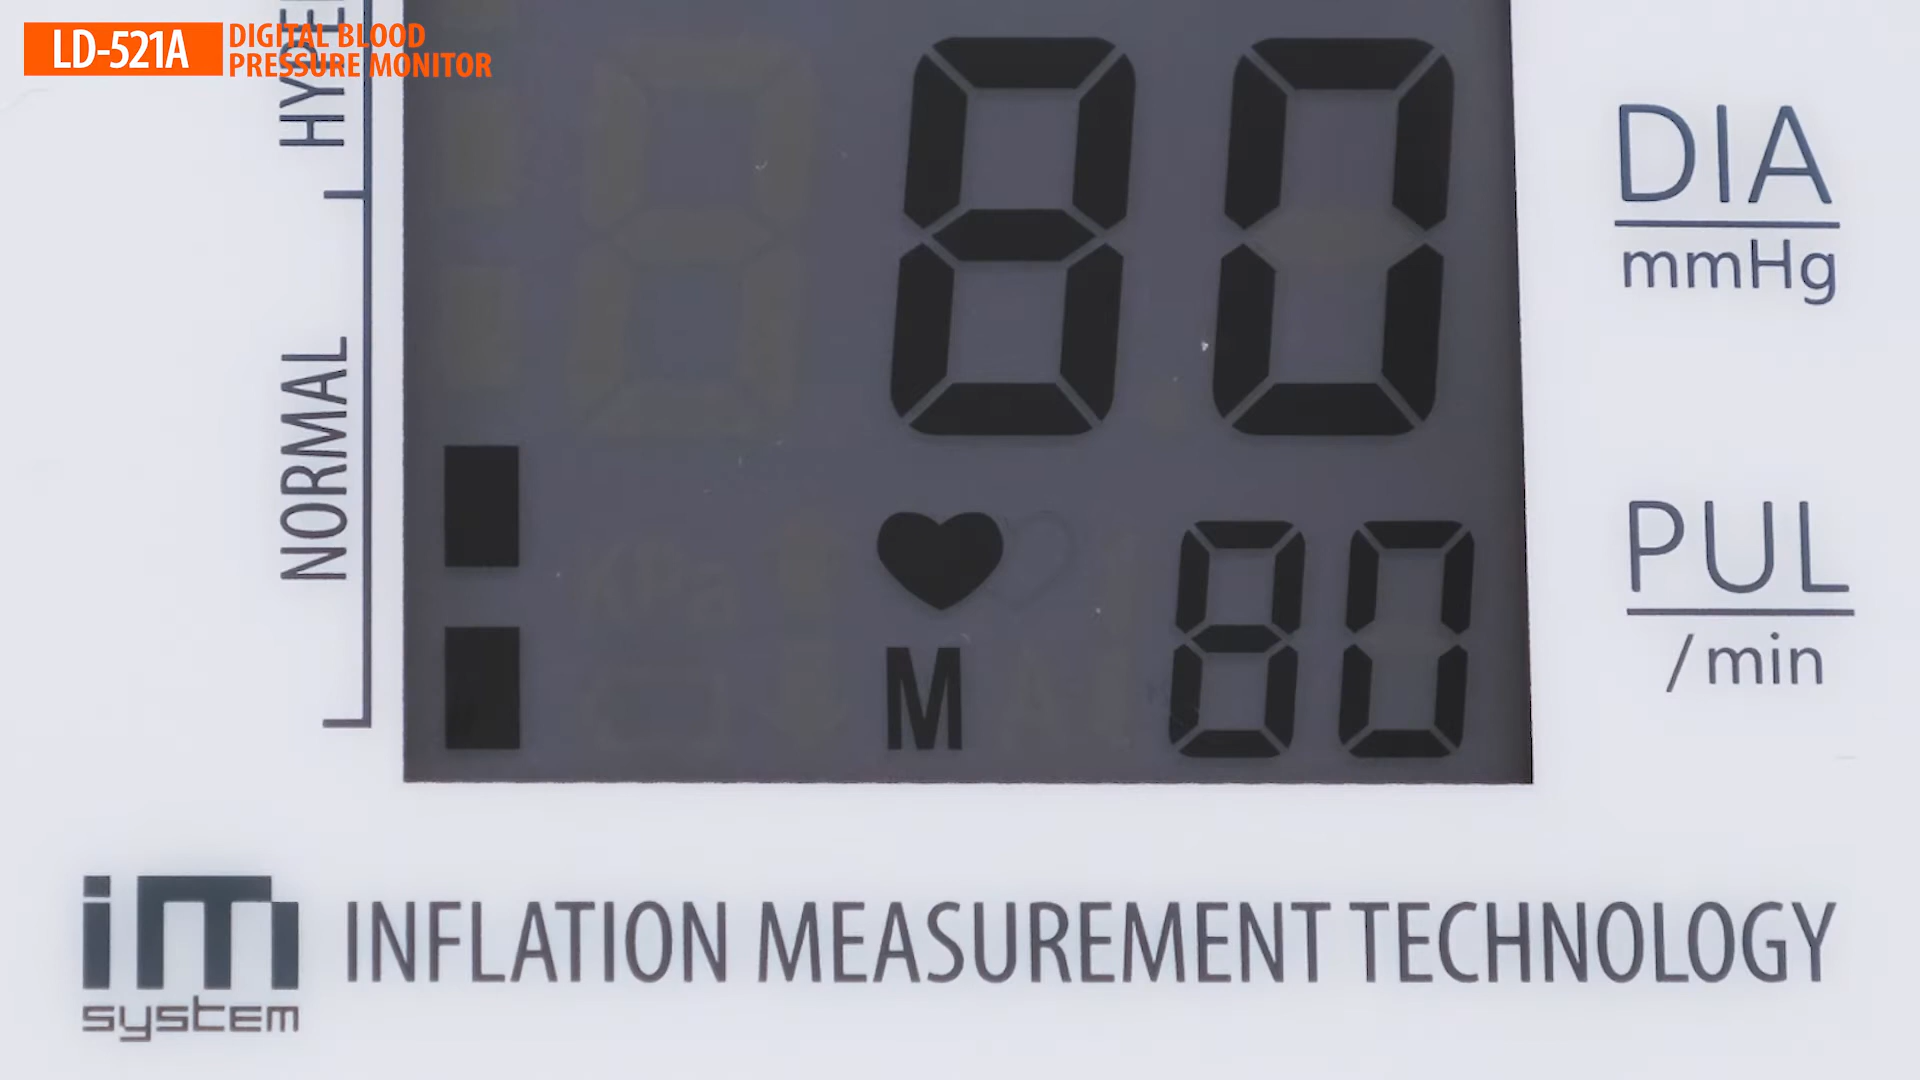 LD-521A
DIGITAL BLOOD
PRESSURE MONITOR
80
DIA
mmHg
NORMAL
80
PUL
/min
M
iM
system
INFLATION MEASUREMENT TECHNOLOGY